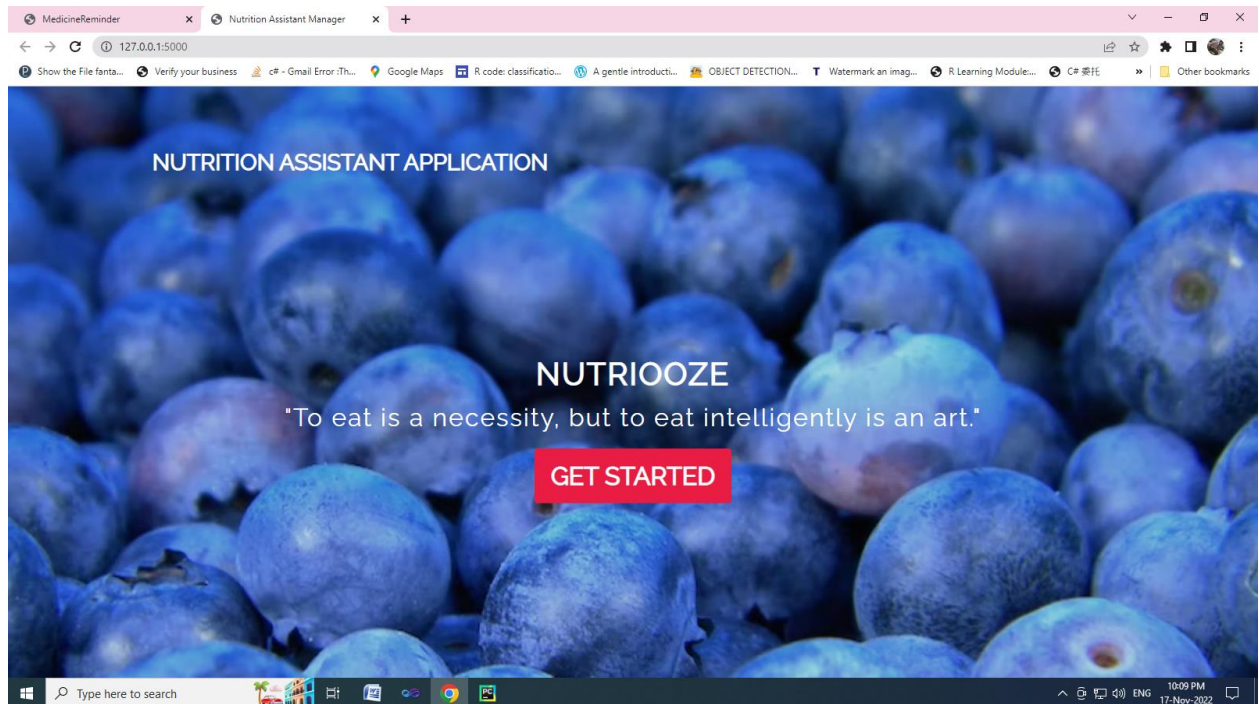 MedicineReminder
Nutrition Assistant Manager
127.0.0.1:5000
Show the File fanta... Verify your business c# - Gmail Error :Th... Google Maps R code: classificatio... A gentle introducti... OBJECT DETECTION... Watermark an imag... R Learning Module:... C# 委托 » Other bookmarks
NUTRITION ASSISTANT APPLICATION
NUTRIOOZE
"To eat is a necessity, but to eat intelligently is an art."
GET STARTED
Type here to search
ENG
10:09 PM
17-Nov-2022